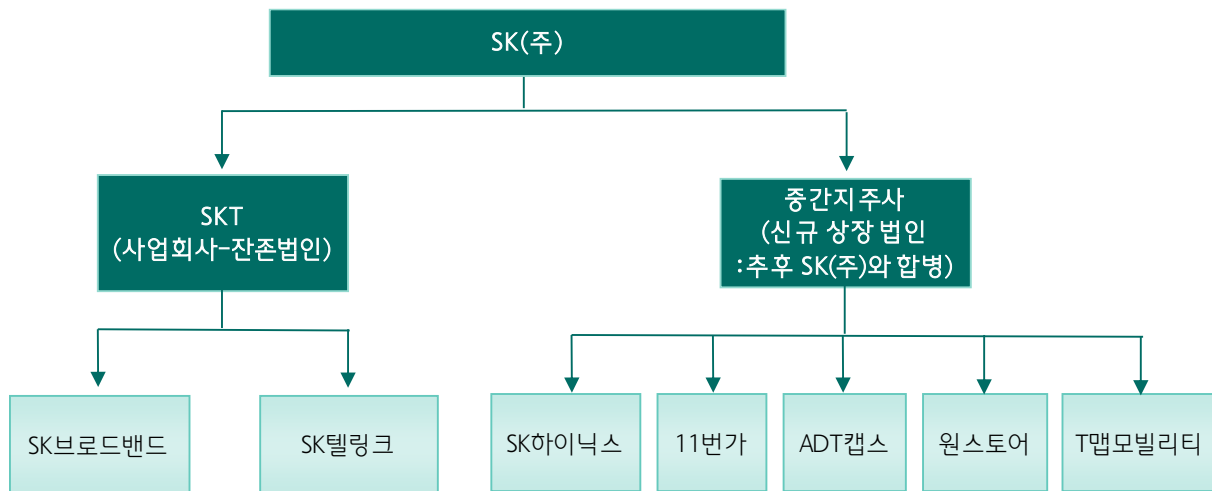 SK(주)
SKT
(사업회사-잔존법인)
중간지주사
(신규 상장 법인
:추후 SK(주)와 합병)
SK브로드밴드
SK텔링크
SK하이닉스
11번가
ADT캡스
원스토어
T맵모빌리티